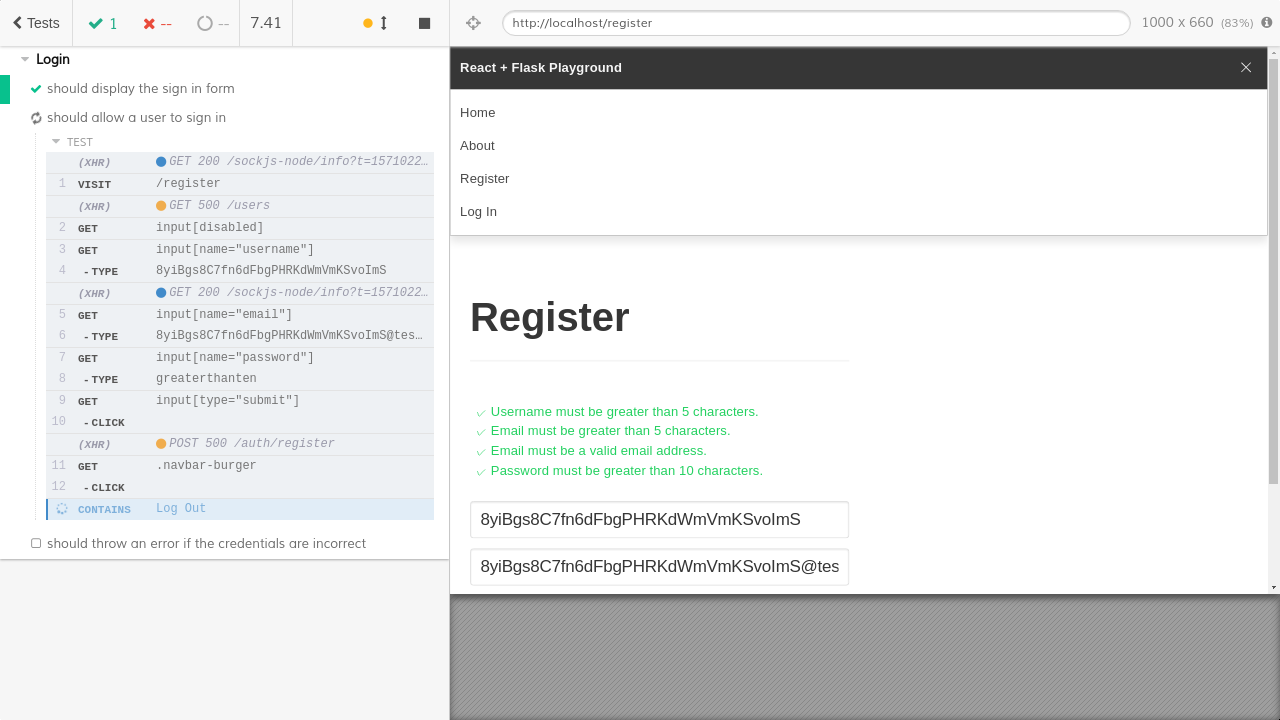 Tests
1
--
--
7.41
http://localhost/register
1000 x 660 (83%)
Login
should display the sign in form
should allow a user to sign in
TEST
(XHR) GET 200 /sockjs-node/info?t=1571022…
1 VISIT /register
(XHR) GET 500 /users
2 GET input[disabled]
3 GET input[name="username"]
4 - TYPE 8yiBgs8C7fn6dFbgPHRKdWmVmKSvoImS
(XHR) GET 200 /sockjs-node/info?t=1571022…
5 GET input[name="email"]
6 - TYPE 8yiBgs8C7fn6dFbgPHRKdWmVmKSvoImS@tes…
7 GET input[name="password"]
8 - TYPE greaterthanten
9 GET input[type="submit"]
10 - CLICK
(XHR) POST 500 /auth/register
11 GET .navbar-burger
12 - CLICK
CONTAINS Log Out
should throw an error if the credentials are incorrect
React + Flask Playground
Home
About
Register
Log In
Register
Username must be greater than 5 characters.
Email must be greater than 5 characters.
Email must be a valid email address.
Password must be greater than 10 characters.
8yiBgs8C7fn6dFbgPHRKdWmVmKSvoImS
8yiBgs8C7fn6dFbgPHRKdWmVmKSvoImS@tes